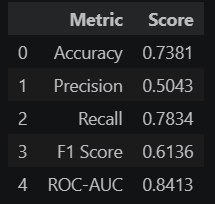 Metric Score
0 Accuracy 0.7381
1 Precision 0.5043
2 Recall 0.7834
3 F1 Score 0.6136
4 ROC-AUC 0.8413